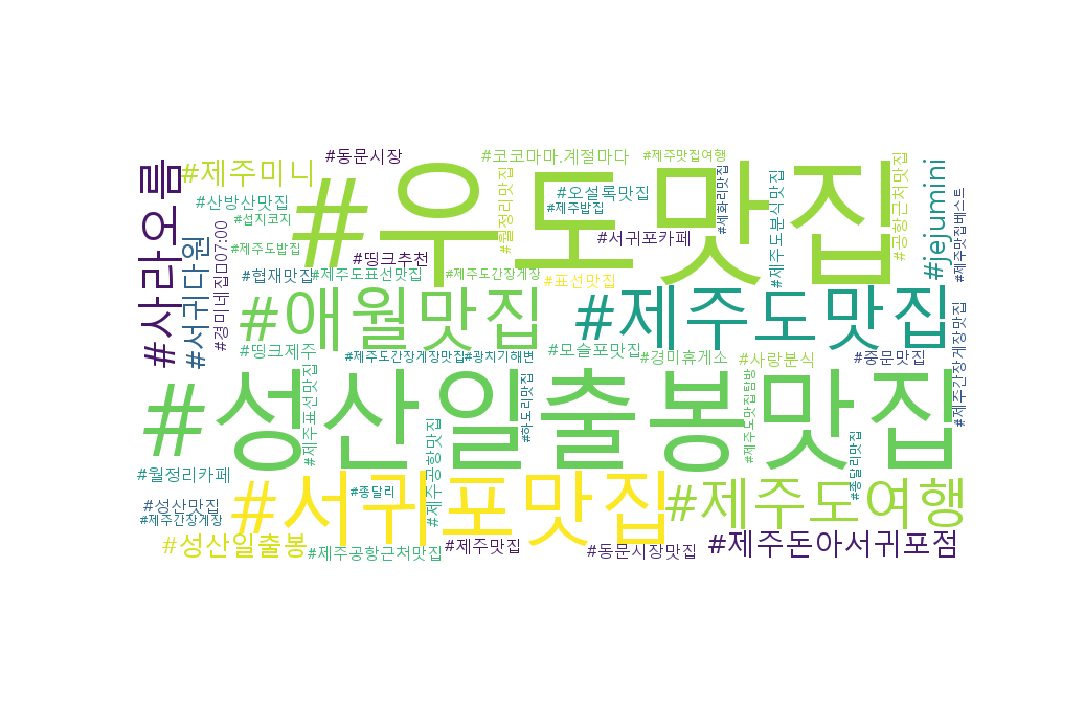 #동문시장
#코코마마.계절마다
#제주맛집여행
#제주미니
#우도맛집
#오설록맛집
#산방산맛집
#제주밥집
#섭지코지
#서귀포카페
#제주도밥집
#띵크추천
#협재맛집
#제주도표선맛집
#제주도간장게장
#표선맛집
#사라오름
#서귀다원
#경미네집ㅁ07:00
#월정리맛집
#세화리맛집
#제주도분식맛집
#공항근처맛집
#jejumini
#제주맛집베스트
#애월맛집
#제주도맛집
#띵크제주
#제주도간장게장맛집
#광치기해변
#모슬포맛집
#경미휴게소
#사랑분식
#중문맛집
#제주간장게장맛집
#성산일출봉맛집
#제주표선맛집
#제주공항맛집
#하도리맛집
#제주도맛집탐방
#종달리맛집
#월정리카페
#종달리
#서귀포맛집
#제주도여행
#성산맛집
#제주간장게장
#성산일출봉
#제주공항근처맛집
#제주맛집
#동문시장맛집
#제주돈아서귀포점